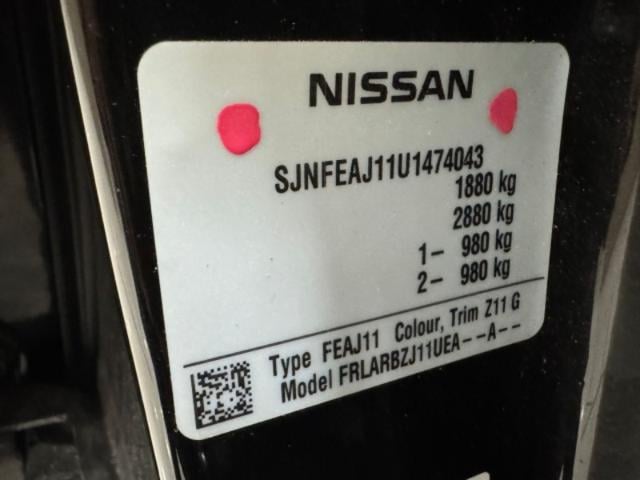 NISSAN
SJNFEAJ11U1474043
1880 kg
2880 kg
1– 980 kg
2– 980 kg
Type FEAJ11 Colour, Trim Z11 G
Model FRLARBZJ11UEA--A--